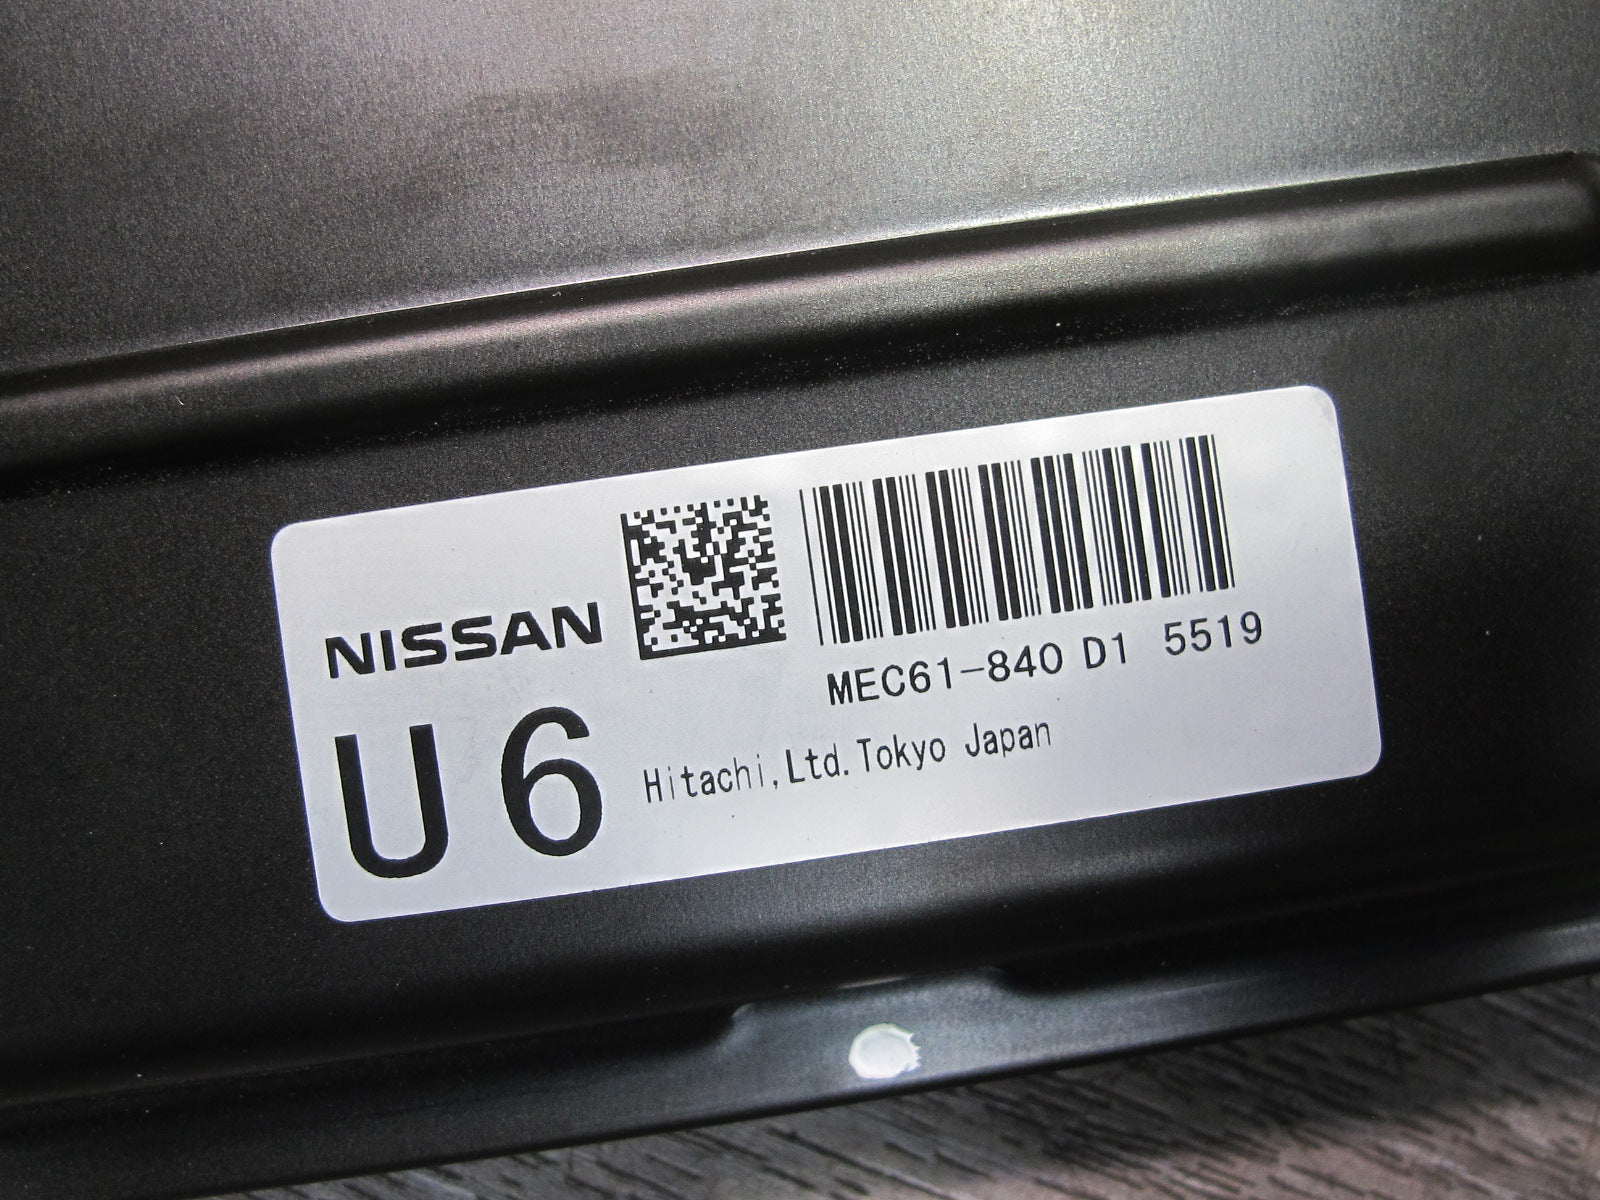 NISSAN
MEC61-840 D1 5519
U6
Hitachi,Ltd.Tokyo Japan